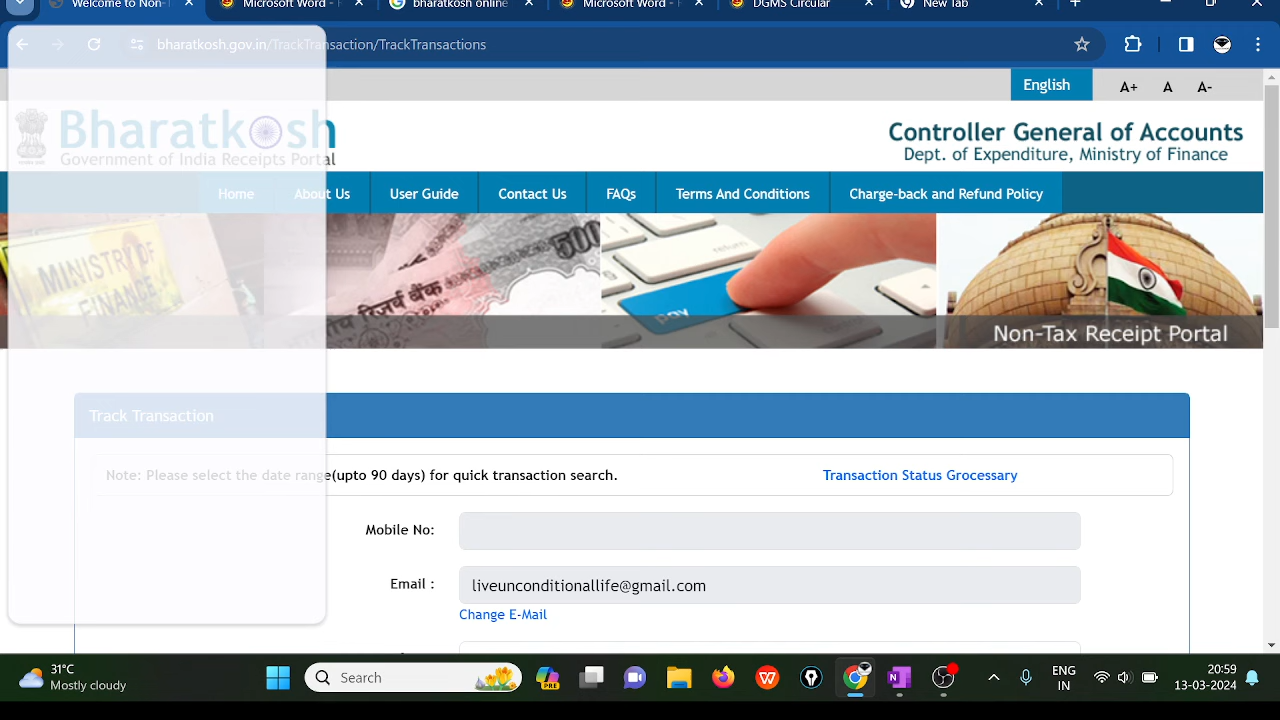 Welcome to Non-
Microsoft Word -
bharatkosh online
Microsoft Word -
DGMS Circular
New Tab
bharatkosh.gov.in/TrackTransaction/TrackTransactions
English
A+ A A-
Bharatkosh
Government of India Receipts Portal
Controller General of Accounts
Dept. of Expenditure, Ministry of Finance
Home
About Us
User Guide
Contact Us
FAQs
Terms And Conditions
Charge-back and Refund Policy
MINISTRY OF
FINANCE
500
रिज़र्व बैंक
return
pay
Non-Tax Receipt Portal
Track Transaction
Note: Please select the date range(upto 90 days) for quick transaction search.
Transaction Status Grocessary
Mobile No:
Email :
liveunconditionallife@gmail.com
Change E-Mail
31°C
Mostly cloudy
Search
PRE
ENG
IN
20:59
13-03-2024